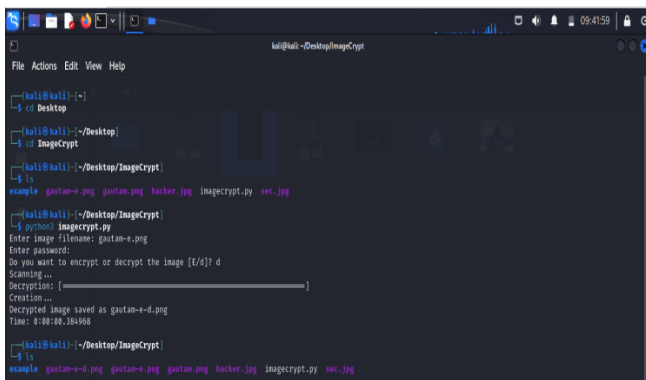 09:41:59
kali@kali: ~/Desktop/ImageCrypt
File Actions Edit View Help
(kali㉿kali)-[~]
$ cd Desktop
(kali㉿kali)-[~/Desktop]
$ cd ImageCrypt
(kali㉿kali)-[~/Desktop/ImageCrypt]
$ ls
example gautam-e.png gautam.png hacker.jpg imagecrypt.py sec.jpg
(kali㉿kali)-[~/Desktop/ImageCrypt]
$ python3 imagecrypt.py
Enter image filename: gautam-e.png
Enter password:
Do you want to encrypt or decrypt the image [E/d]? d
Scanning ...
Decryption: [════════════════════════════════════════]
Creation ...
Decrypted image saved as gautam-e-d.png
Time: 0:00:00.384968
(kali㉿kali)-[~/Desktop/ImageCrypt]
$ ls
example gautam-e-d.png gautam-e.png gautam.png hacker.jpg imagecrypt.py sec.jpg